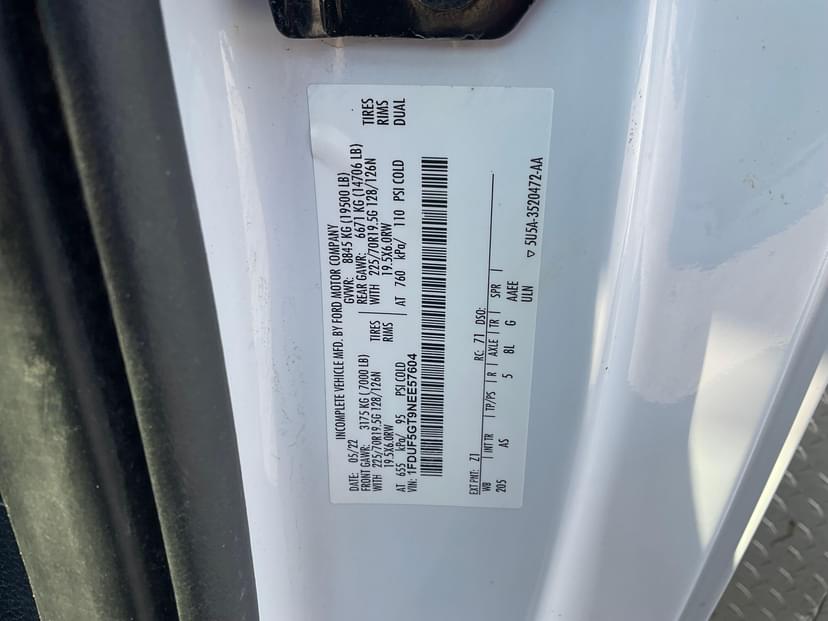 INCOMPLETE VEHICLE MFD. BY FORD MOTOR COMPANY
DATE: 05/22 GVWR: 8845 KG (19500 LB)
FRONT GAWR: 3175 KG (7000 LB) REAR GAWR: 6671 KG (14706 LB)
WITH 225/70R19.5G 128/126N TIRES WITH 225/70R19.5G 128/126N TIRES
19.5X6.0RW RIMS 19.5X6.0RW RIMS
AT 655 kPa/ 95 PSI COLD AT 760 kPa/ 110 PSI COLD DUAL
VIN: 1FDUF5GT9NEE57604
EXT PNT: Z1 RC: 71 DSO:
WB INT TR TP/PS R AXLE TR SPR
205 AS 5 8L G AAEE
ULN
▽ 5U5A-3520472-AA